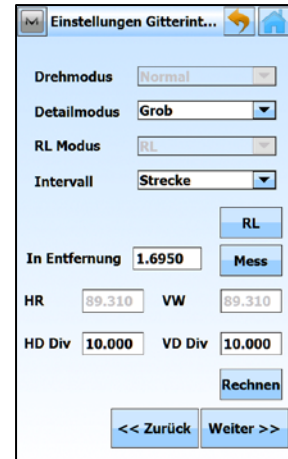 M Einstellungen Gitterint...
Drehmodus Normal
Detailmodus Grob
RL Modus RL
Intervall Strecke
RL
In Entfernung 1.6950 Mess
HR 89.310 VW 89.310
HD Div 10.000 VD Div 10.000
Rechnen
<< Zurück Weiter >>